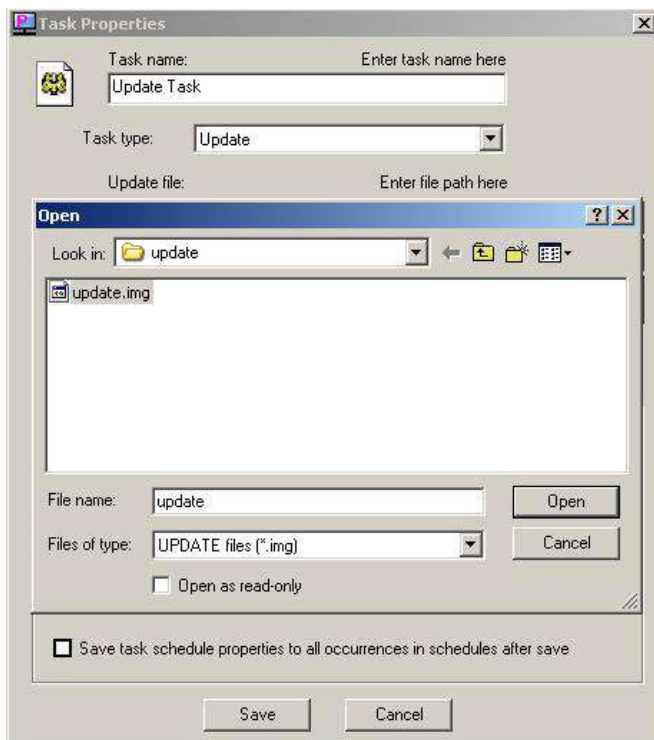 Task Properties
Task name: Enter task name here
Update Task
Task type: Update
Update file: Enter file path here
Open
Look in: update
update.img
File name: update Open
Files of type: UPDATE files (*.img) Cancel
Open as read-only
Save task schedule properties to all occurrences in schedules after save
Save Cancel